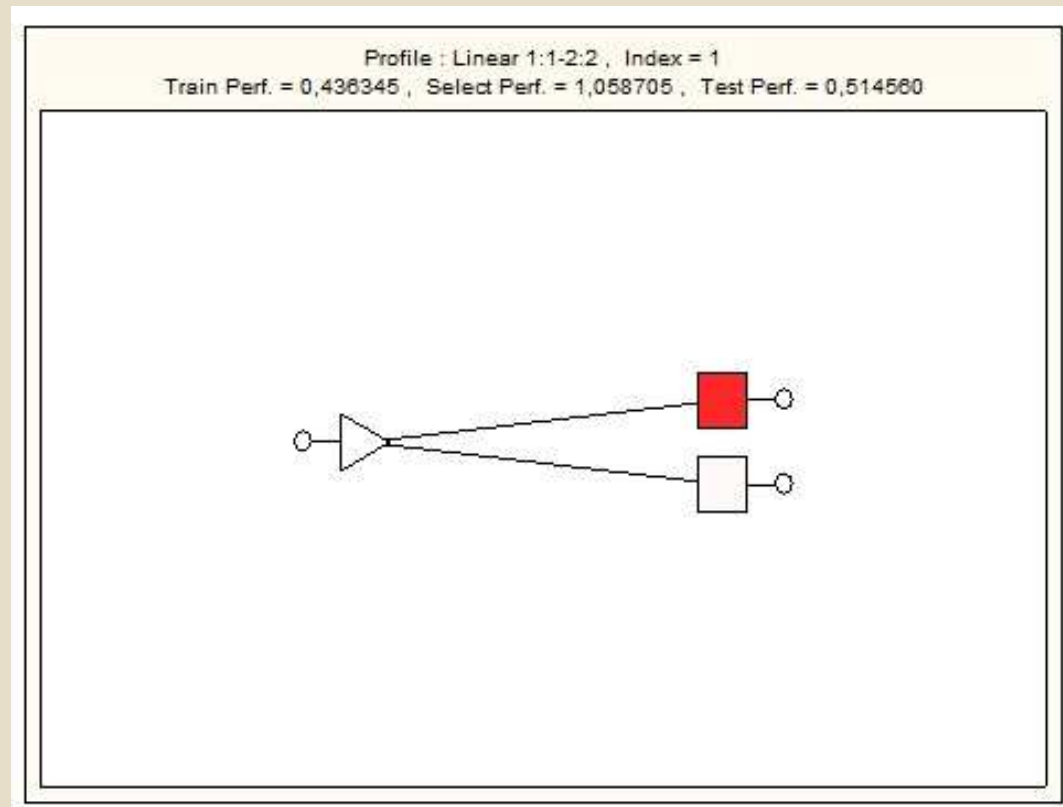 Profile : Linear 1:1-2:2 ,  Index = 1
Train Perf. = 0,436345 ,  Select Perf. = 1,058705 ,  Test Perf. = 0,514560